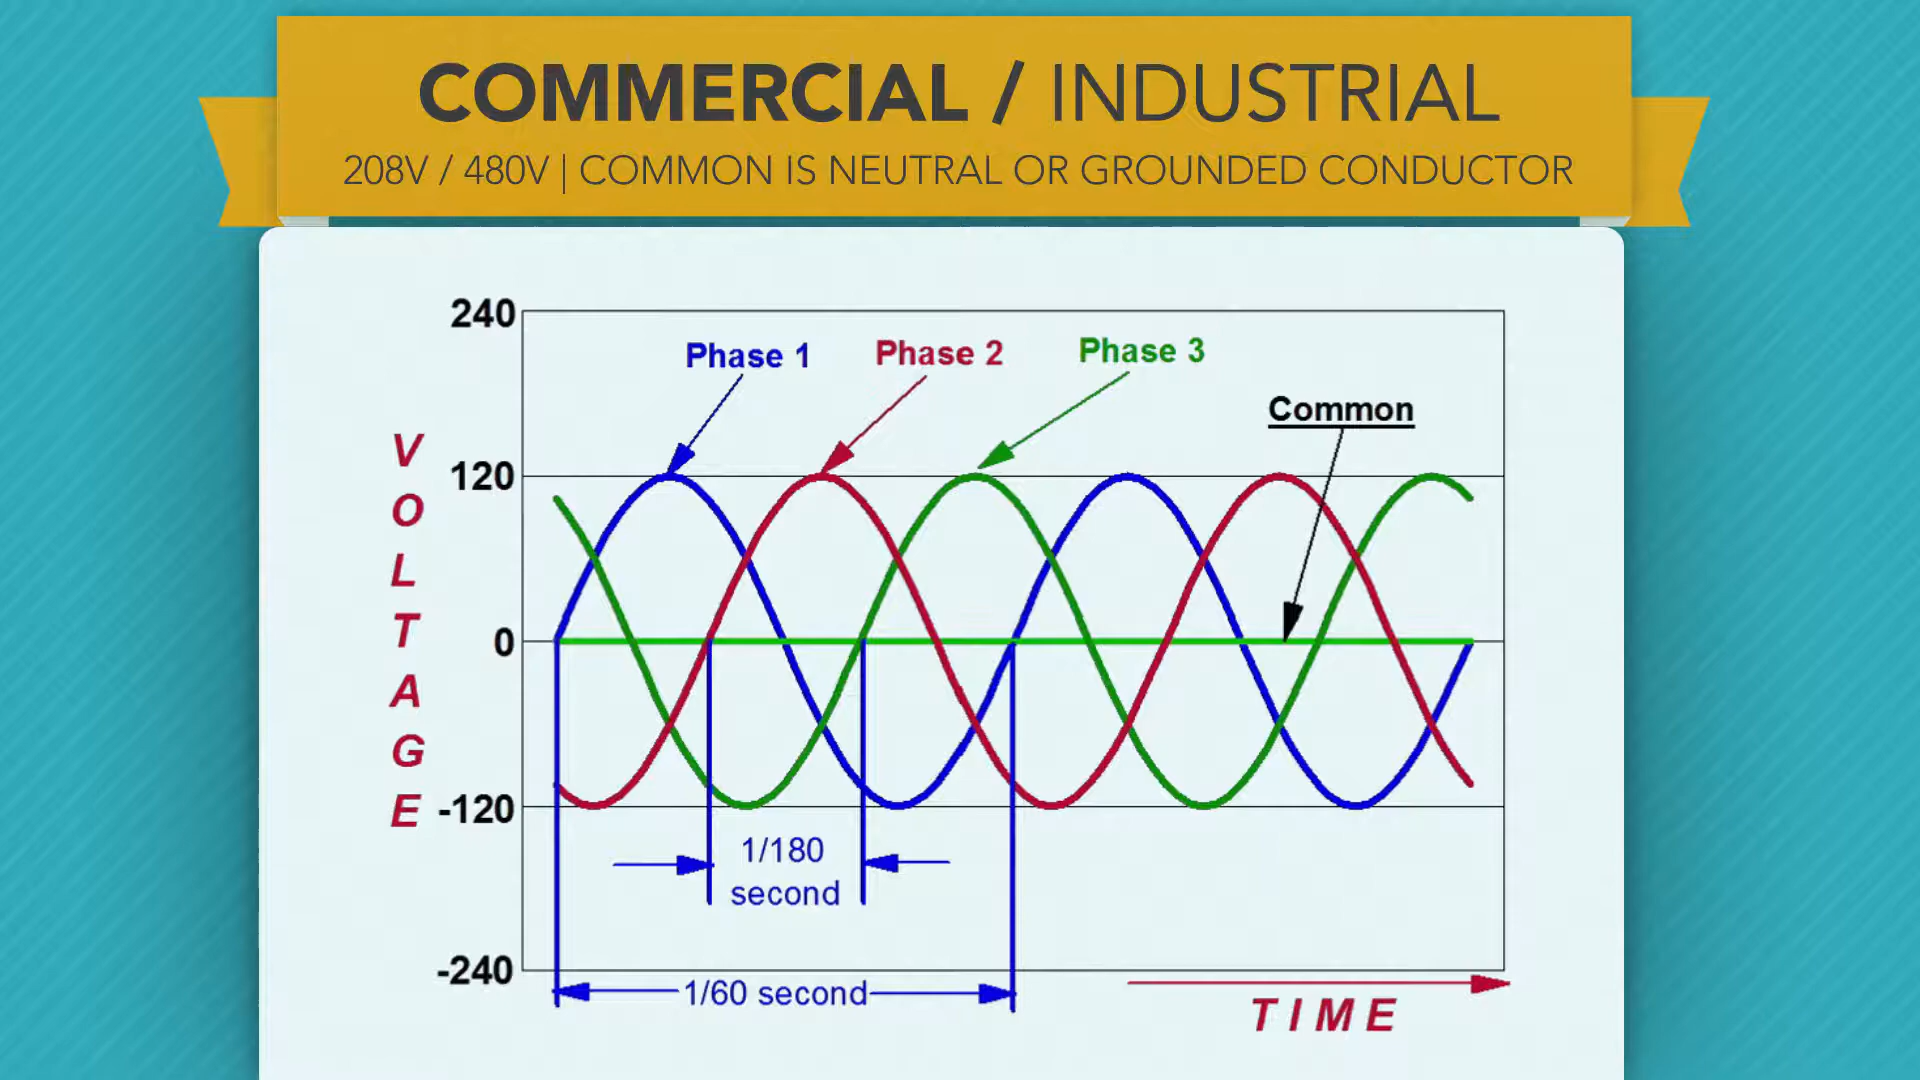 COMMERCIAL / INDUSTRIAL
208V / 480V | COMMON IS NEUTRAL OR GROUNDED CONDUCTOR
240
Phase 1
Phase 2
Phase 3
Common
VOLTAGE
120
0
-120
1/180
second
-240
1/60 second
TIME